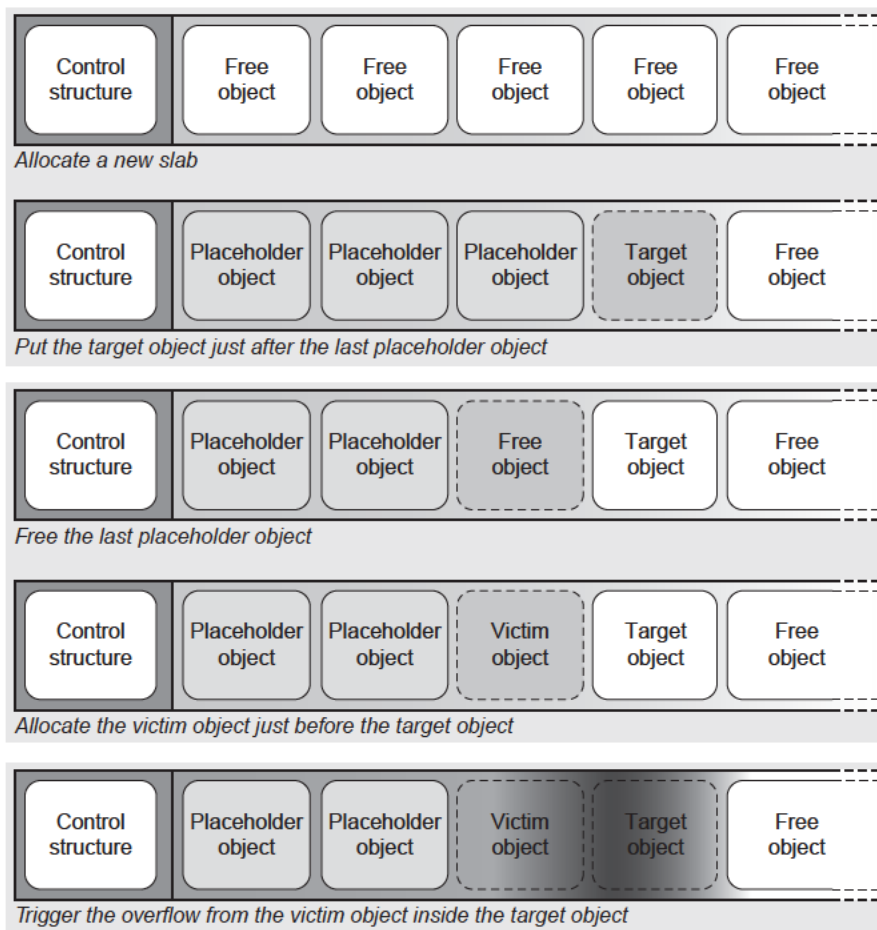 Control Free Free Free Free Free
structure object object object object object
Allocate a new slab
Control Placeholder Placeholder Placeholder Target Free
structure object object object object object
Put the target object just after the last placeholder object
Control Placeholder Placeholder Free Target Free
structure object object object object object
Free the last placeholder object
Control Placeholder Placeholder Victim Target Free
structure object object object object object
Allocate the victim object just before the target object
Control Placeholder Placeholder Victim Target Free
structure object object object object object
Trigger the overflow from the victim object inside the target object